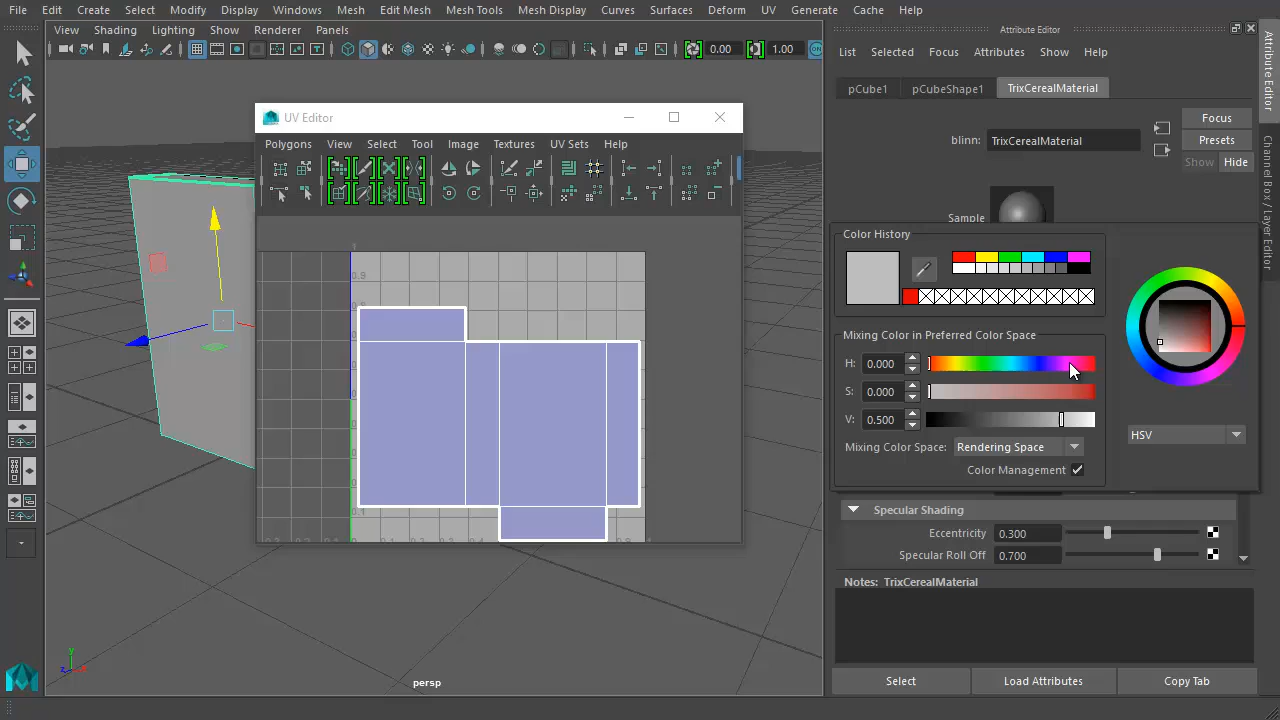 File Edit Create Select Modify Display Windows Mesh Edit Mesh Mesh Tools Mesh Display Curves Surfaces Deform UV Generate Cache Help
View Shading Lighting Show Renderer Panels
0.00 1.00
UV Editor
Polygons View Select Tool Image Textures UV Sets Help
1
0.9
persp
y
z
Attribute Editor
List Selected Focus Attributes Show Help
pCube1 pCubeShape1 TrixCerealMaterial
blinn: TrixCerealMaterial
Focus
Presets
Show Hide
Sample
Color History
Mixing Color in Preferred Color Space
H: 0.000
S: 0.000
V: 0.500
Mixing Color Space: Rendering Space
Color Management
HSV
Specular Shading
Eccentricity 0.300
Specular Roll Off 0.700
Notes: TrixCerealMaterial
Select Load Attributes Copy Tab
Attribute Editor
Channel Box / Layer Editor